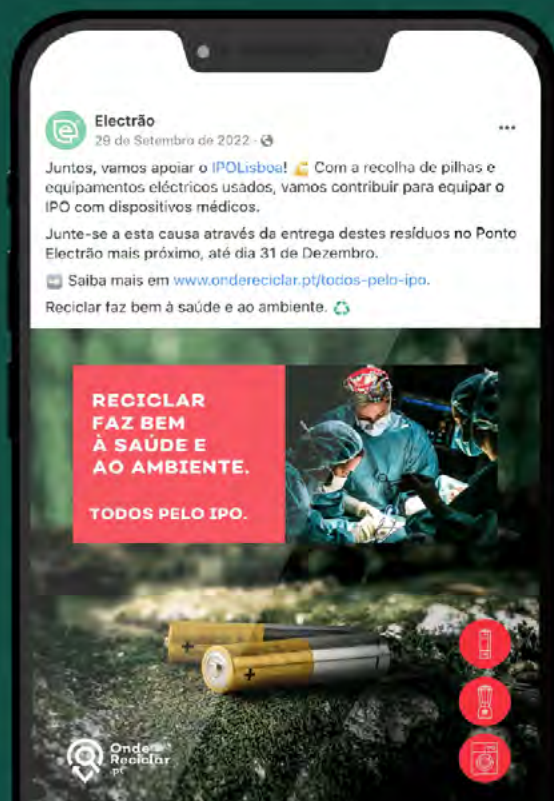 Electrão
29 de Setembro de 2022 ·
Juntos, vamos apoiar o IPOLisboa! Com a recolha de pilhas e
equipamentos eléctricos usados, vamos contribuir para equipar o
IPO com dispositivos médicos.
Junte-se a esta causa através da entrega destes resíduos no Ponto
Electrão mais próximo, até dia 31 de Dezembro.
Saiba mais em www.ondereciclar.pt/todos-pelo-ipo.
Reciclar faz bem à saúde e ao ambiente.
RECICLAR
FAZ BEM
À SAÚDE E
AO AMBIENTE.
TODOS PELO IPO.
+
+
Onde
Reciclar
.pt